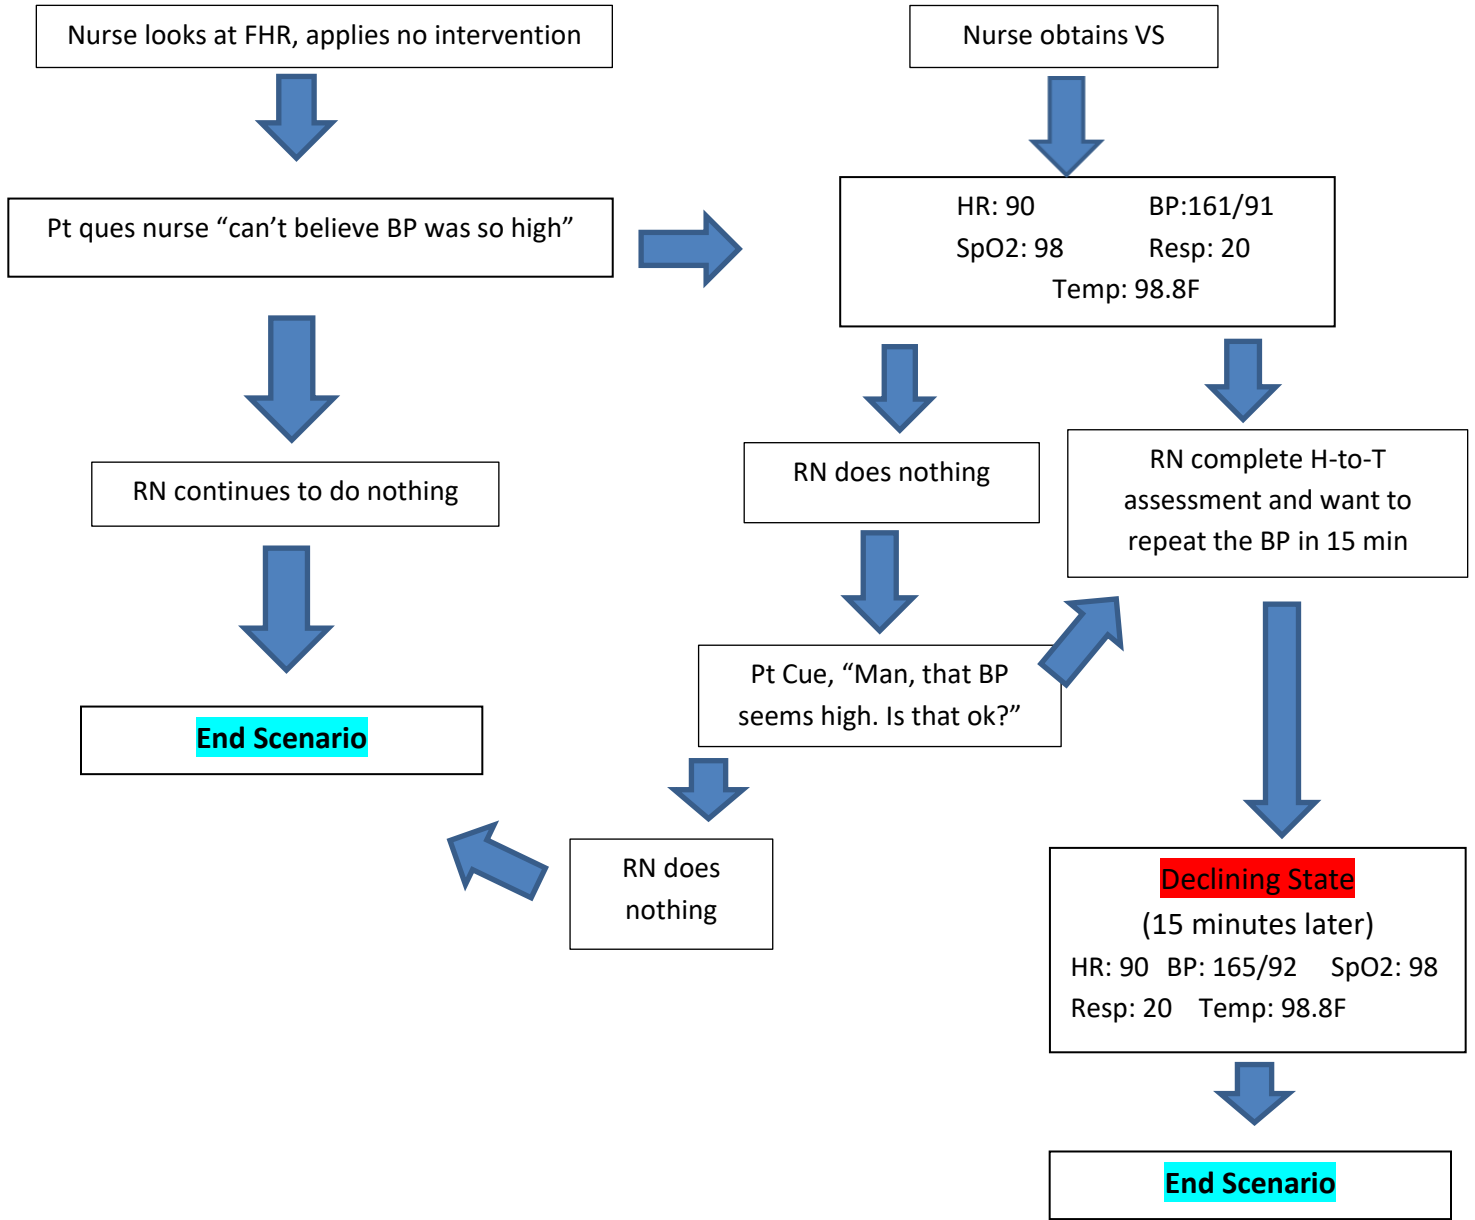 Nurse looks at FHR, applies no intervention
Nurse obtains VS
Pt ques nurse “can’t believe BP was so high”
HR: 90 BP:161/91
SpO2: 98 Resp: 20
Temp: 98.8F
RN continues to do nothing
RN does nothing
RN complete H-to-T
assessment and want to
repeat the BP in 15 min
Pt Cue, “Man, that BP
seems high. Is that ok?”
End Scenario
RN does
nothing
Declining State
(15 minutes later)
HR: 90 BP: 165/92 SpO2: 98
Resp: 20 Temp: 98.8F
End Scenario